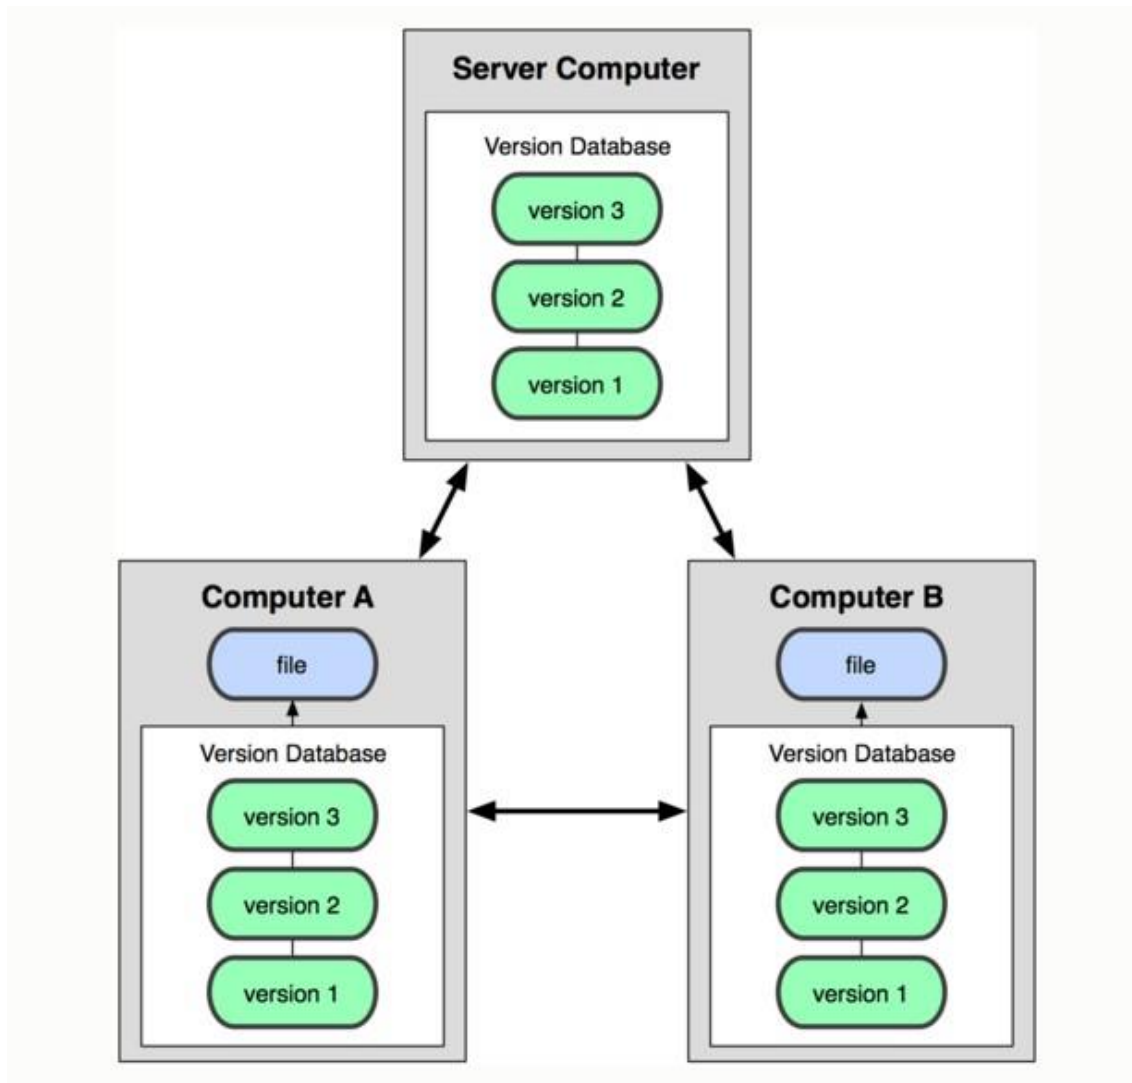 Server Computer
Version Database
version 3
version 2
version 1
Computer A
file
Version Database
version 3
version 2
version 1
Computer B
file
Version Database
version 3
version 2
version 1